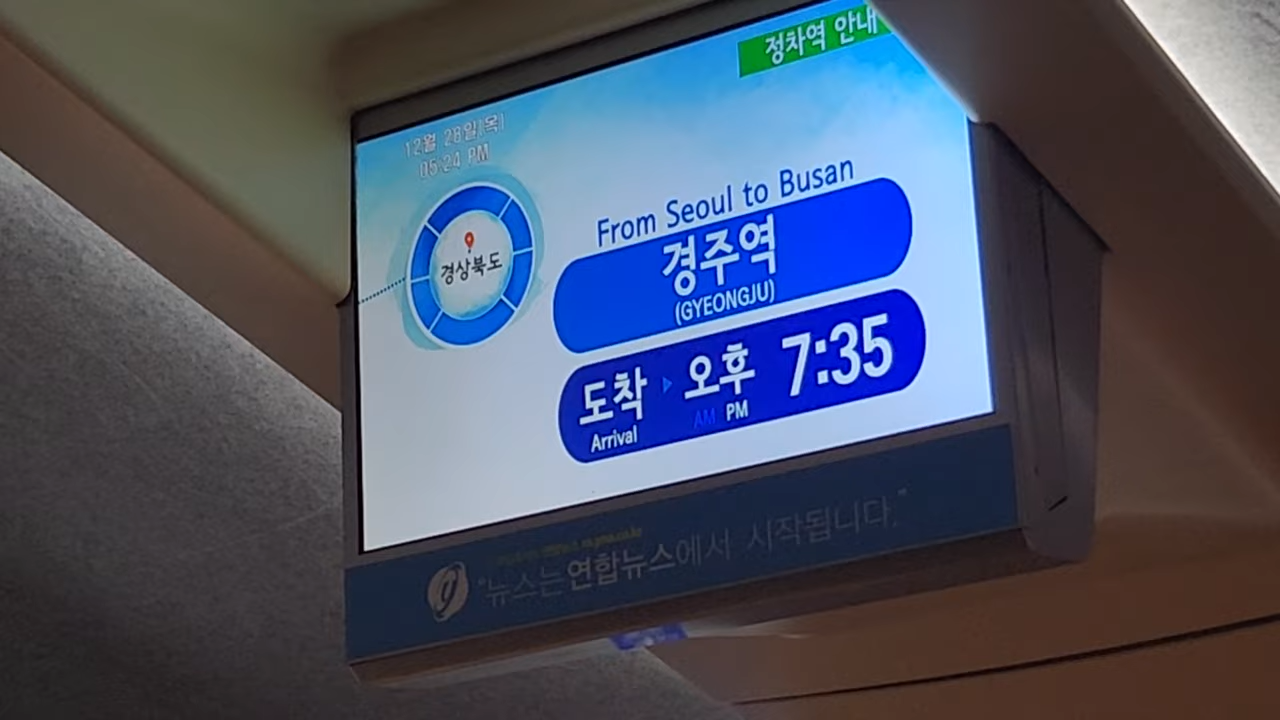 정차역 안내
12월 28일(목)
05:24 PM
경상북도
From Seoul to Busan
경주역
(GYEONGJU)
도착 오후 7:35
Arrival AM PM
"뉴스는 연합뉴스에서 시작됩니다."